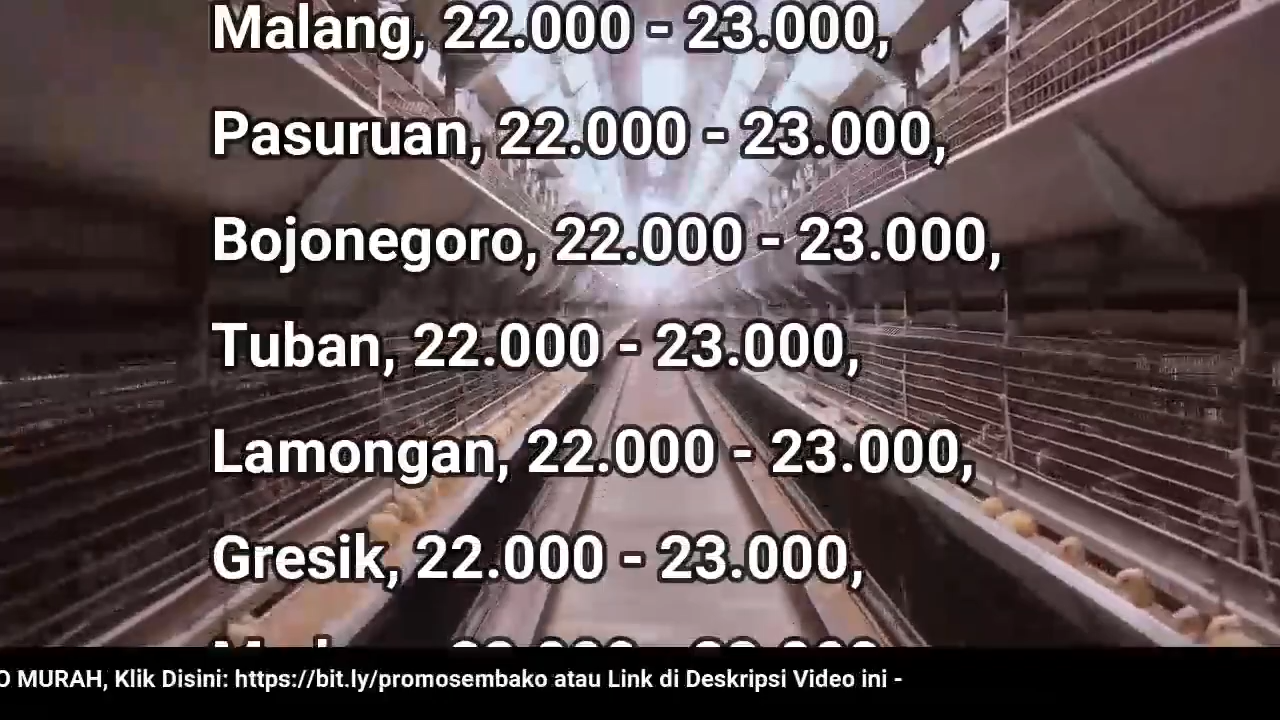 Malang, 22.000 - 23.000,
Pasuruan, 22.000 - 23.000,
Bojonegoro, 22.000 - 23.000,
Tuban, 22.000 - 23.000,
Lamongan, 22.000 - 23.000,
Gresik, 22.000 - 23.000,
MURAH, Klik Disini: https://bit.ly/promosembako atau Link di Deskripsi Video ini -